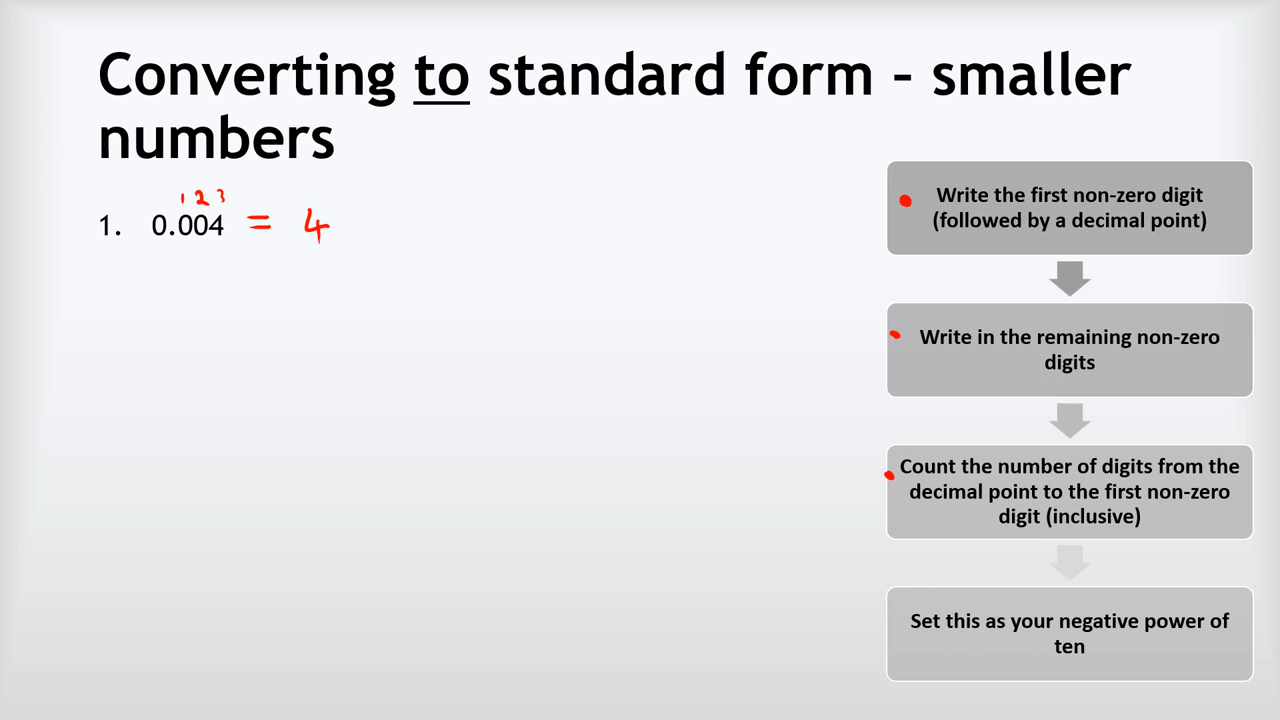 Converting to standard form – smaller
numbers
1 2 3
1. 0.004 = 4
Write the first non-zero digit
(followed by a decimal point)
Write in the remaining non-zero
digits
Count the number of digits from the
decimal point to the first non-zero
digit (inclusive)
Set this as your negative power of
ten